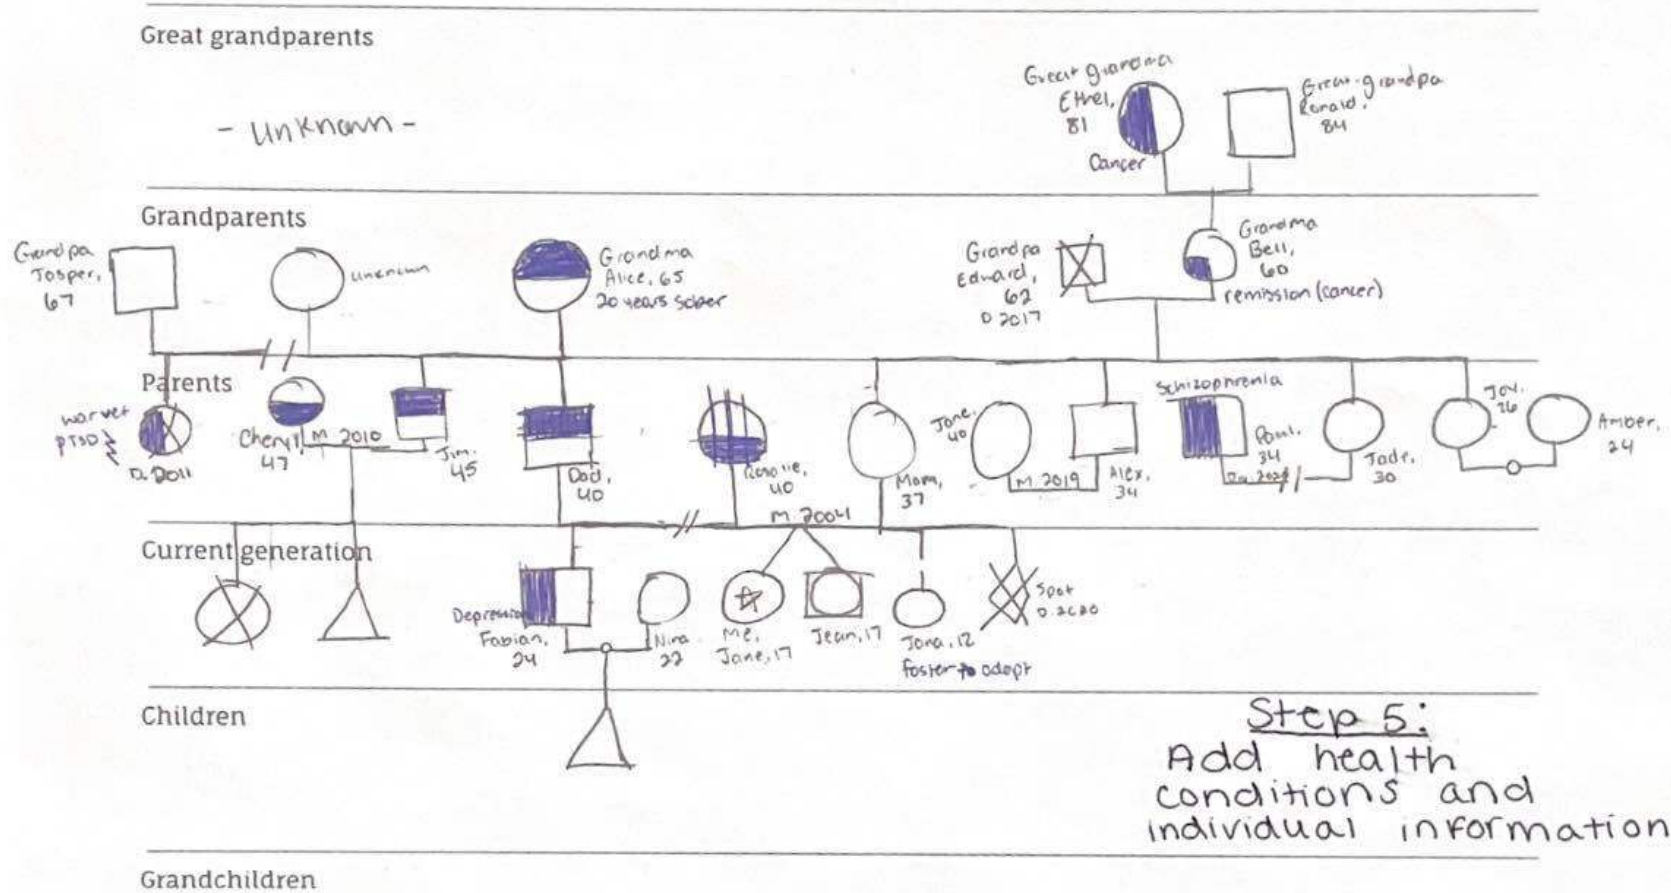 Great grandparents
- unknown -
Great grandma
Ethel,
81
Cancer
Great-grandpa
Ronald,
84
Grandparents
Grandpa
Jasper,
67
unknown
Grandma
Alice, 65
20 years sober
Grandpa
Edward,
62
D 2017
Grandma
Bell,
60
remission (cancer)
Parents
war vet
PTSD
D. 2011
Cheryl,
47
M 2010
Jim,
45
Dad,
40
40
Mom,
37
40
M. 2019
Alex,
34
Schizophrenia
Paul,
34
Jade,
30
Joy,
26
Amber,
24
M. 2004
Current generation
Depression
Fabian,
24
Nina
22
Me,
Jane, 17
Jean, 17
Jana, 12
foster to adopt
Spot
D. 2020
Children
Step 5:
Add health
conditions and
individual information
Grandchildren